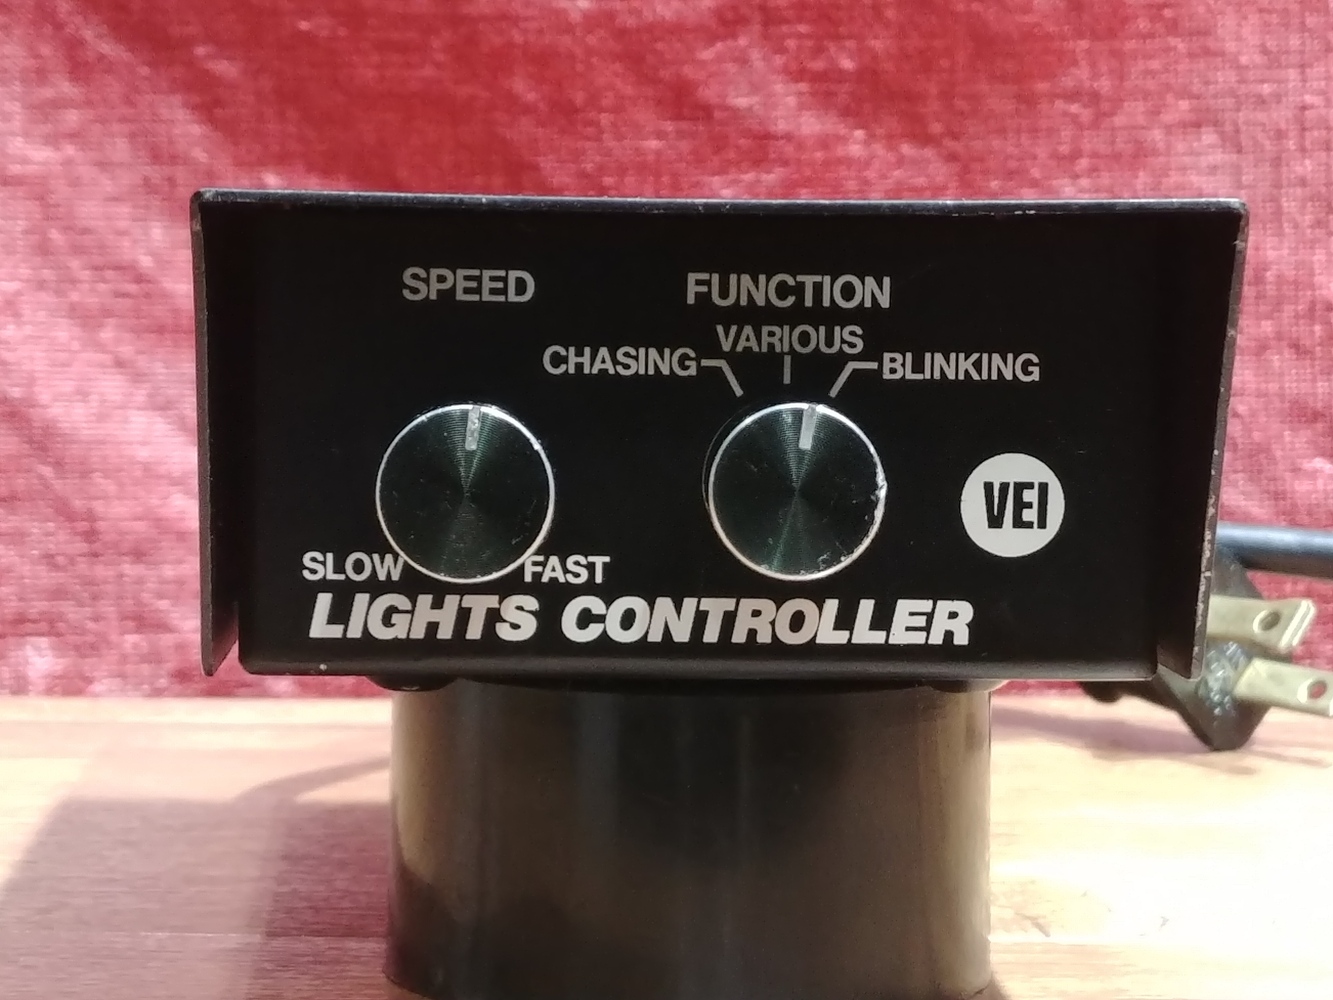 SPEED
FUNCTION
VARIOUS
CHASING
BLINKING
VEI
SLOW
FAST
LIGHTS CONTROLLER